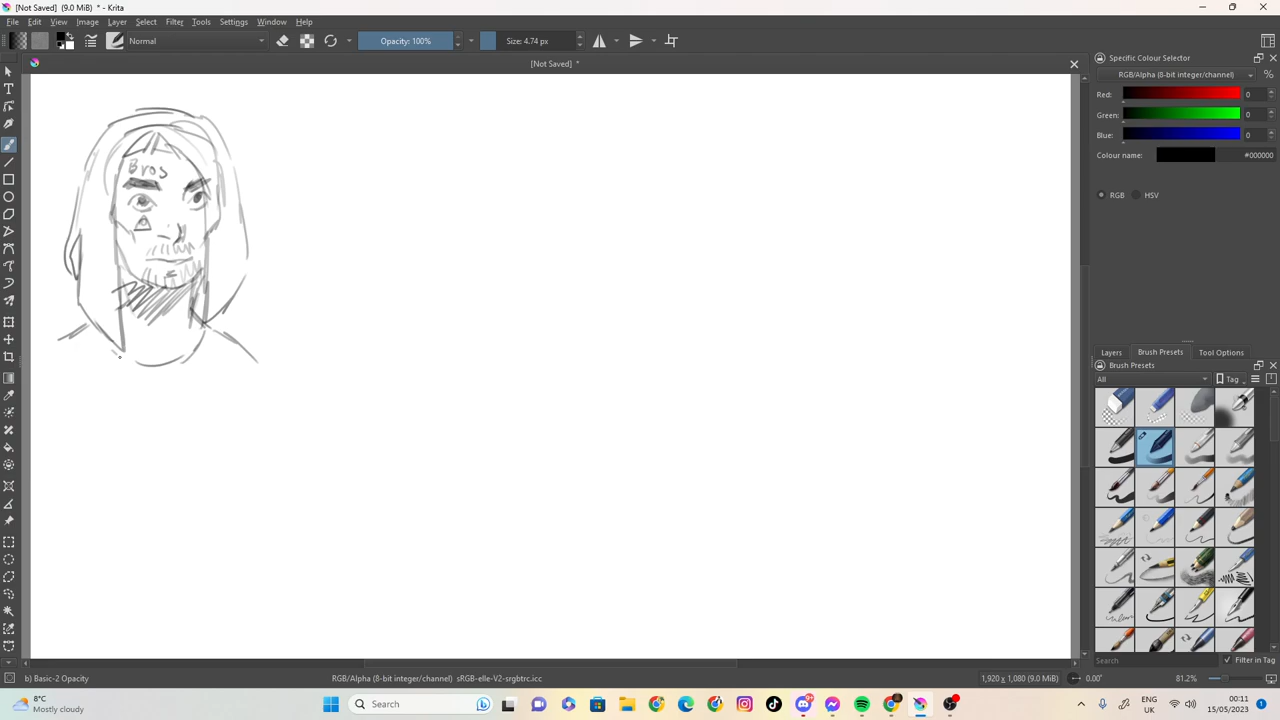 [Not Saved] (9.0 MiB) * - Krita
File Edit View Image Layer Select Filter Tools Settings Window Help
Normal Opacity: 100% Size: 4.74 px
[Not Saved] *
Specific Colour Selector
RGB/Alpha (8-bit integer/channel) %
Red: 0
Green: 0
Blue: 0
Colour name: #000000
RGB HSV
Bros
Layers Brush Presets Tool Options
Brush Presets
All Tag
Search Filter in Tag
b) Basic-2 Opacity RGB/Alpha (8-bit integer/channel) sRGB-elle-V2-srgbtrc.icc 1,920 x 1,080 (9.0 MiB) 0.00° 81.2%
8°C
Mostly cloudy
Search
9+
ENG
UK
00:11
15/05/2023
1